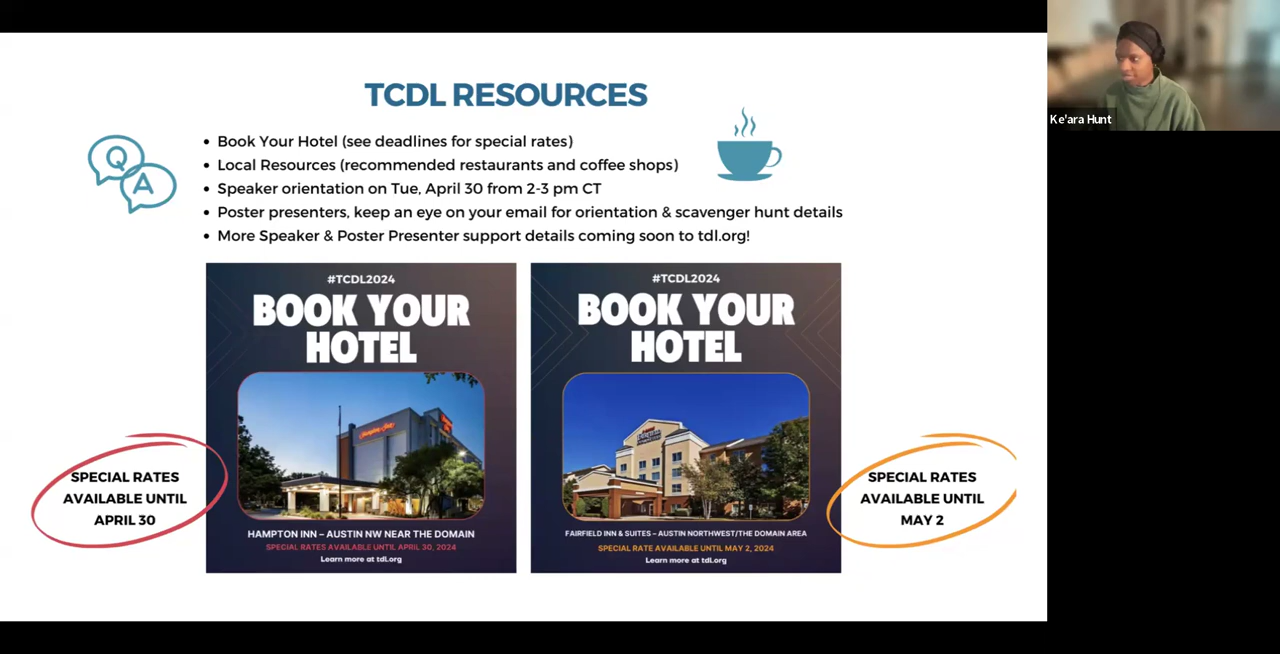 TCDL RESOURCES
Q
A
Book Your Hotel (see deadlines for special rates)
Local Resources (recommended restaurants and coffee shops)
Speaker orientation on Tue, April 30 from 2-3 pm CT
Poster presenters, keep an eye on your email for orientation & scavenger hunt details
More Speaker & Poster Presenter support details coming soon to tdl.org!
#TCDL2024
BOOK YOUR
HOTEL
Hampton Inn
HAMPTON INN – AUSTIN NW NEAR THE DOMAIN
SPECIAL RATES AVAILABLE UNTIL APRIL 30, 2024
Learn more at tdl.org
#TCDL2024
BOOK YOUR
HOTEL
FAIRFIELD INN & SUITES – AUSTIN NORTHWEST/THE DOMAIN AREA
SPECIAL RATE AVAILABLE UNTIL MAY 2, 2024
Learn more at tdl.org
SPECIAL RATES
AVAILABLE UNTIL
APRIL 30
SPECIAL RATES
AVAILABLE UNTIL
MAY 2
Ke'ara Hunt